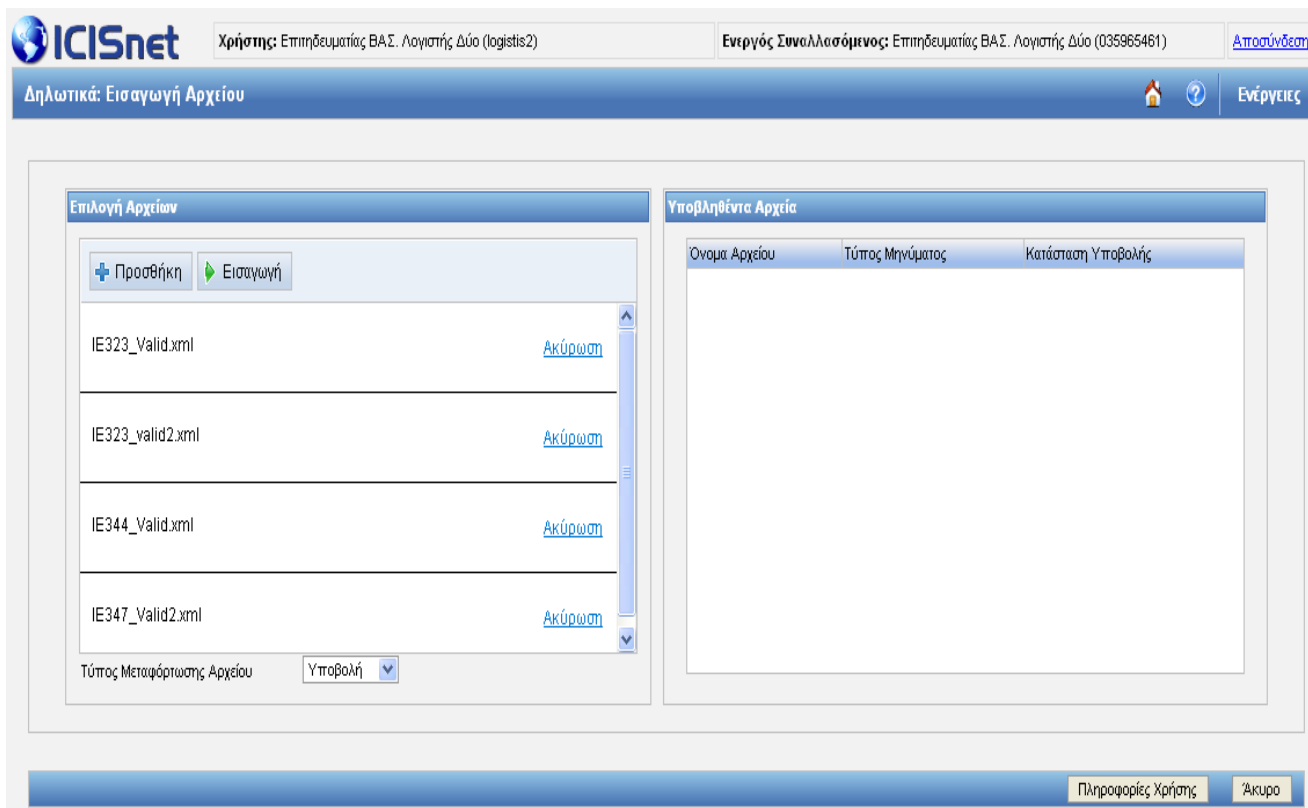 ICISnet
Χρήστης: Επιτηδευματίας ΒΑΣ. Λογιστής Δύο (logistis2)
Ενεργός Συναλλασόμενος: Επιτηδευματίας ΒΑΣ. Λογιστής Δύο (035965461)
Αποσύνδεση
Δηλωτικά: Εισαγωγή Αρχείου
Ενέργειες
Επιλογή Αρχείων
Προσθήκη
Εισαγωγή
IE323_Valid.xml
Ακύρωση
IE323_valid2.xml
Ακύρωση
IE344_Valid.xml
Ακύρωση
IE347_Valid2.xml
Ακύρωση
Τύπος Μεταφόρτωσης Αρχείου
Υποβολή
Υποβληθέντα Αρχεία
Όνομα Αρχείου Τύπος Μηνύματος Κατάσταση Υποβολής
Πληροφορίες Χρήσης
Άκυρο